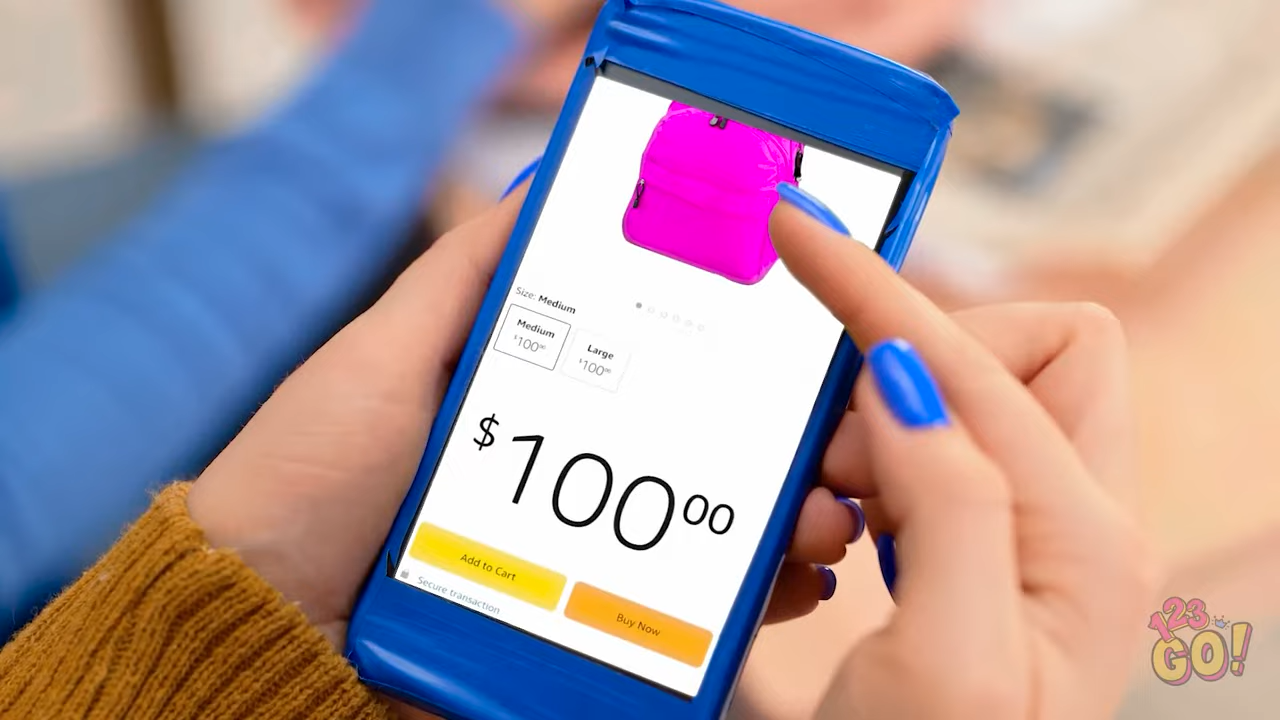 Size: Medium
Medium
$100⁰⁰
Large
$100⁰⁰
$100⁰⁰
Add to Cart
Buy Now
Secure transaction
123
GO!